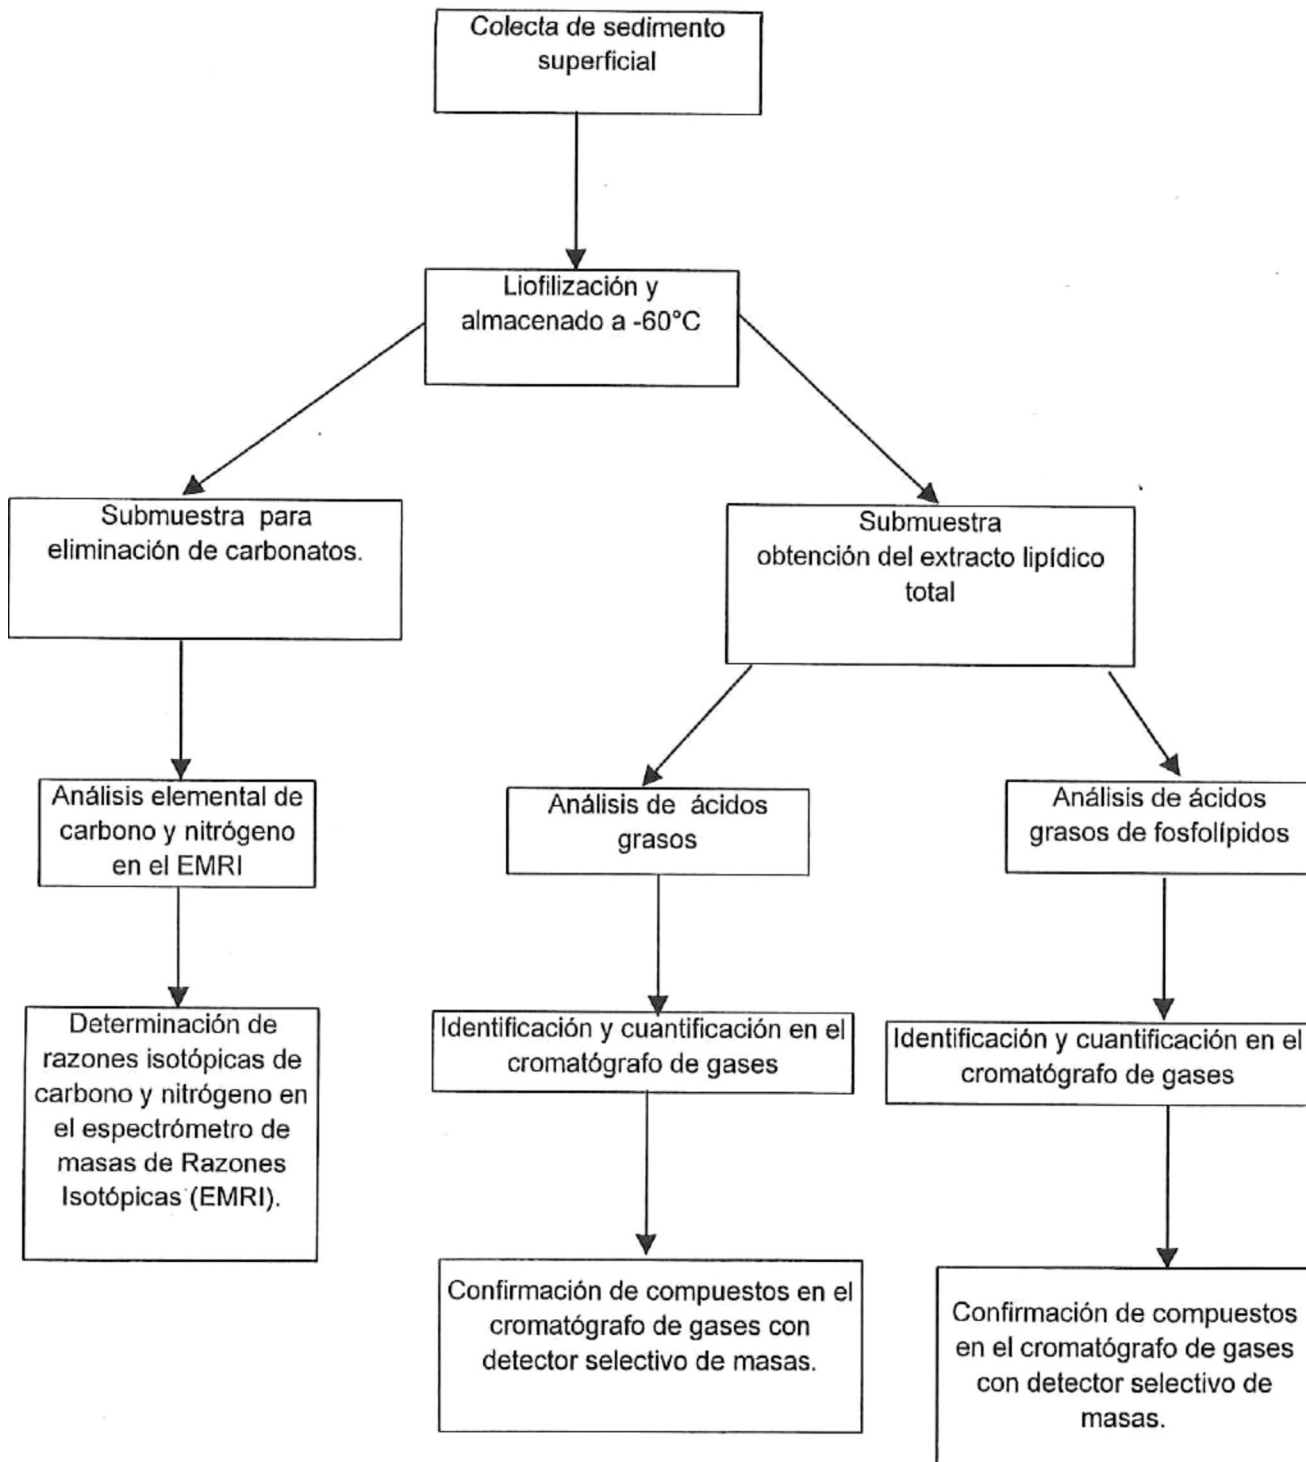 Colecta de sedimento
superficial
Liofilización y
almacenado a -60°C
Submuestra para
eliminación de carbonatos.
Submuestra
obtención del extracto lipídico
total
Análisis elemental de
carbono y nitrógeno
en el EMRI
Análisis de ácidos
grasos
Análisis de ácidos
grasos de fosfolípidos
Determinación de
razones isotópicas de
carbono y nitrógeno en
el espectrómetro de
masas de Razones
Isotópicas (EMRI).
Identificación y cuantificación en el
cromatógrafo de gases
Identificación y cuantificación en el
cromatógrafo de gases
Confirmación de compuestos en el
cromatógrafo de gases con
detector selectivo de masas.
Confirmación de compuestos
en el cromatógrafo de gases
con detector selectivo de
masas.